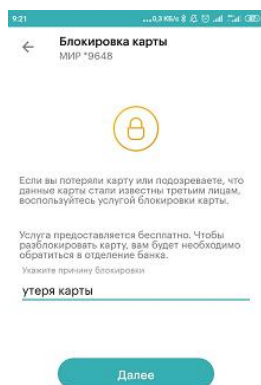 9:21
...0,3 КБ/с
Блокировка карты
МИР *9648
Если вы потеряли карту или подозреваете, что
данные карты стали известны третьим лицам,
воспользуйтесь услугой блокировки карты.
Услуга предоставляется бесплатно. Чтобы
разблокировать карту, вам будет необходимо
обратиться в отделение банка.
Укажите причину блокировки
утеря карты
Далее